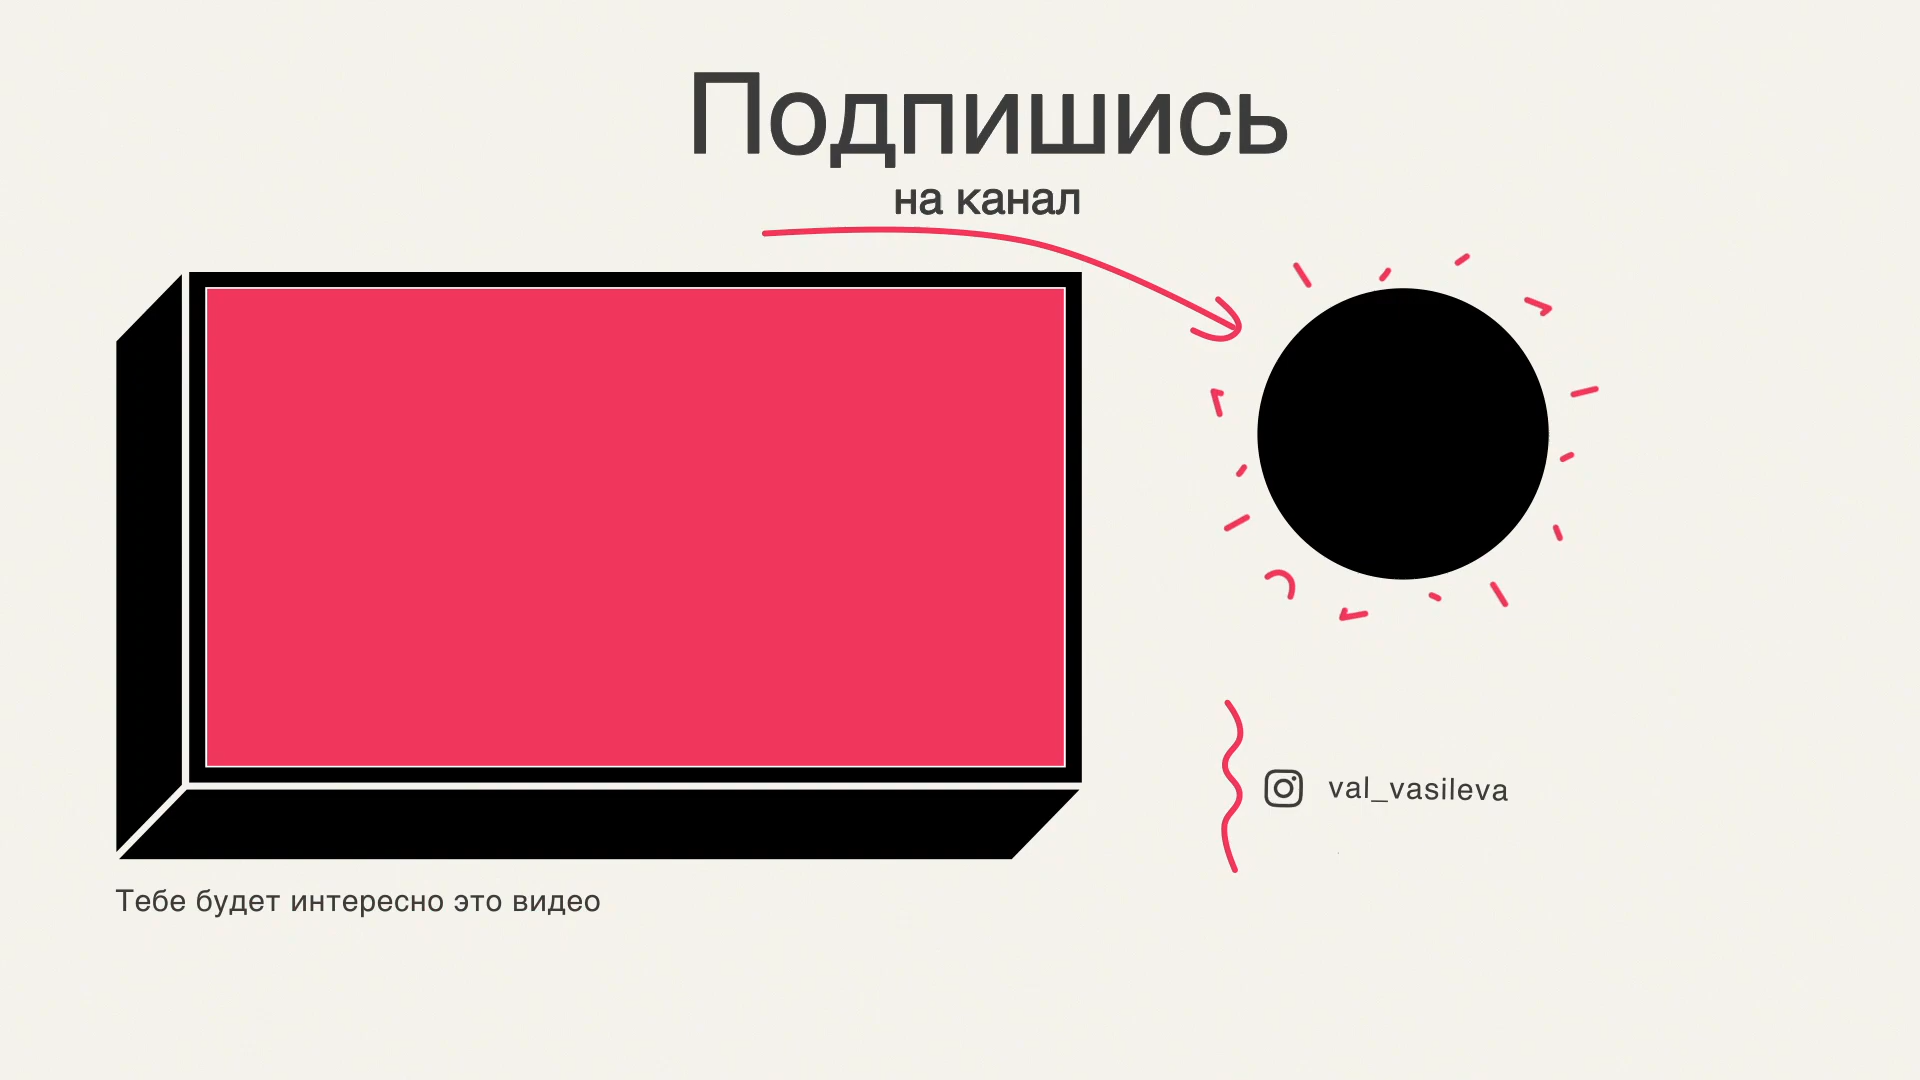 Подпишись
на канал
val_vasileva
Тебе будет интересно это видео